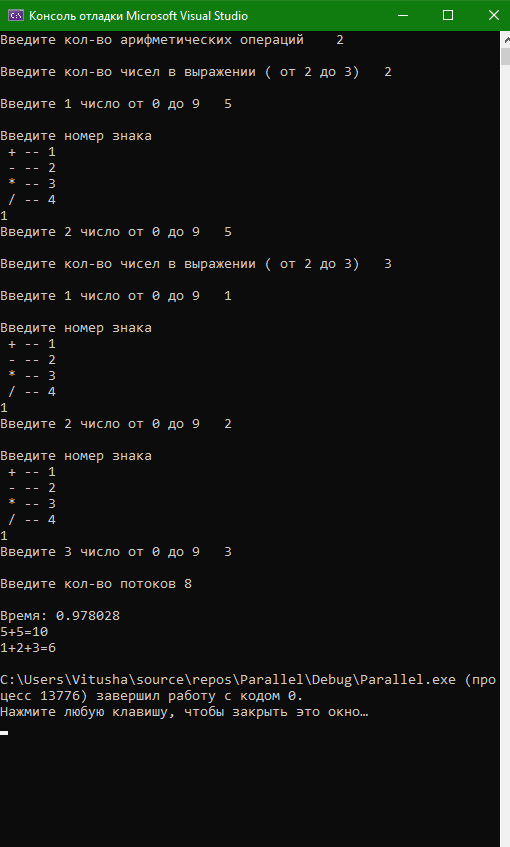 Консоль отладки Microsoft Visual Studio
Введите кол-во арифметических операций    2
Введите кол-во чисел в выражении ( от 2 до 3)   2
Введите 1 число от 0 до 9   5
Введите номер знака
+ -- 1
- -- 2
* -- 3
/ -- 4
1
Введите 2 число от 0 до 9   5
Введите кол-во чисел в выражении ( от 2 до 3)   3
Введите 1 число от 0 до 9   1
Введите номер знака
+ -- 1
- -- 2
* -- 3
/ -- 4
1
Введите 2 число от 0 до 9   2
Введите номер знака
+ -- 1
- -- 2
* -- 3
/ -- 4
1
Введите 3 число от 0 до 9   3
Введите кол-во потоков 8
Время: 0.978028
5+5=10
1+2+3=6
C:\Users\Vitusha\source\repos\Parallel\Debug\Parallel.exe (про
цесс 13776) завершил работу с кодом 0.
Нажмите любую клавишу, чтобы закрыть это окно…